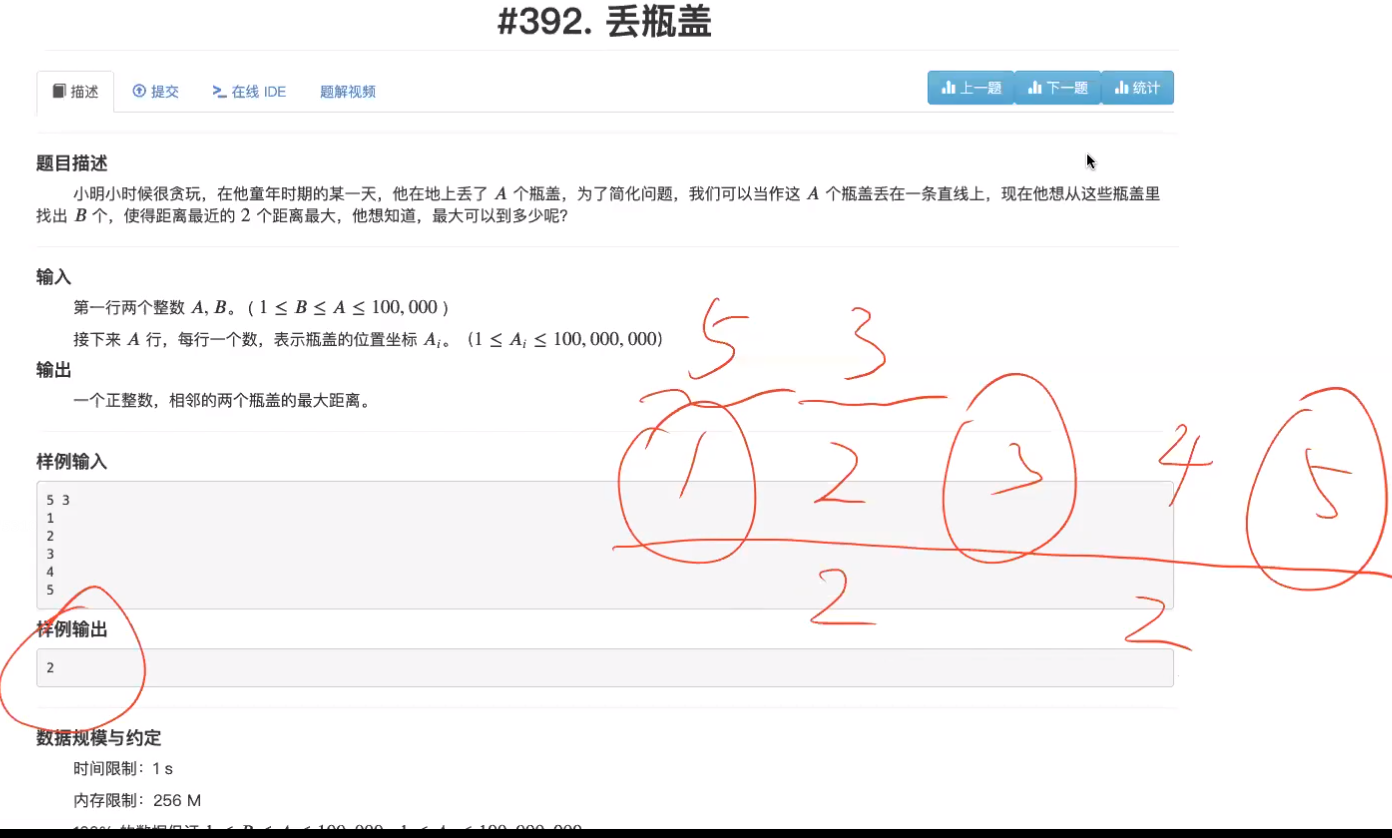 #392. 丢瓶盖
描述 提交 在线 IDE 题解视频 上一题 下一题 统计
题目描述
小明小时候很贪玩，在他童年时期的某一天，他在地上丢了 A 个瓶盖，为了简化问题，我们可以当作这 A 个瓶盖丢在一条直线上，现在他想从这些瓶盖里
找出 B 个，使得距离最近的 2 个距离最大，他想知道，最大可以到多少呢？
输入
第一行两个整数 A, B。( 1 ≤ B ≤ A ≤ 100, 000 )
接下来 A 行，每行一个数，表示瓶盖的位置坐标 Aᵢ。（1 ≤ Aᵢ ≤ 100, 000, 000）
5 3
输出
一个正整数，相邻的两个瓶盖的最大距离。
1 2 3 4 5
样例输入
5 3
1
2
3
4
5
2 2
样例输出
2
数据规模与约定
时间限制：1 s
内存限制：256 M